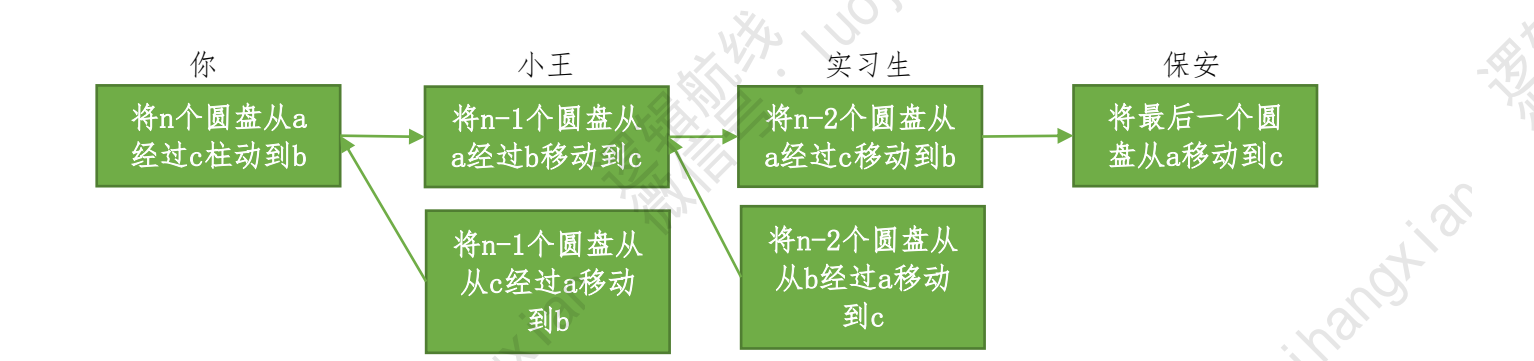 你
小王
实习生
保安
将n个圆盘从a
经过c柱动到b
将n-1个圆盘从
a经过b移动到c
将n-2个圆盘从
a经过c移动到b
将最后一个圆
盘从a移动到c
将n-1个圆盘从
从c经过a移动
到b
将n-2个圆盘从
从b经过a移动
到c
逻辑航线